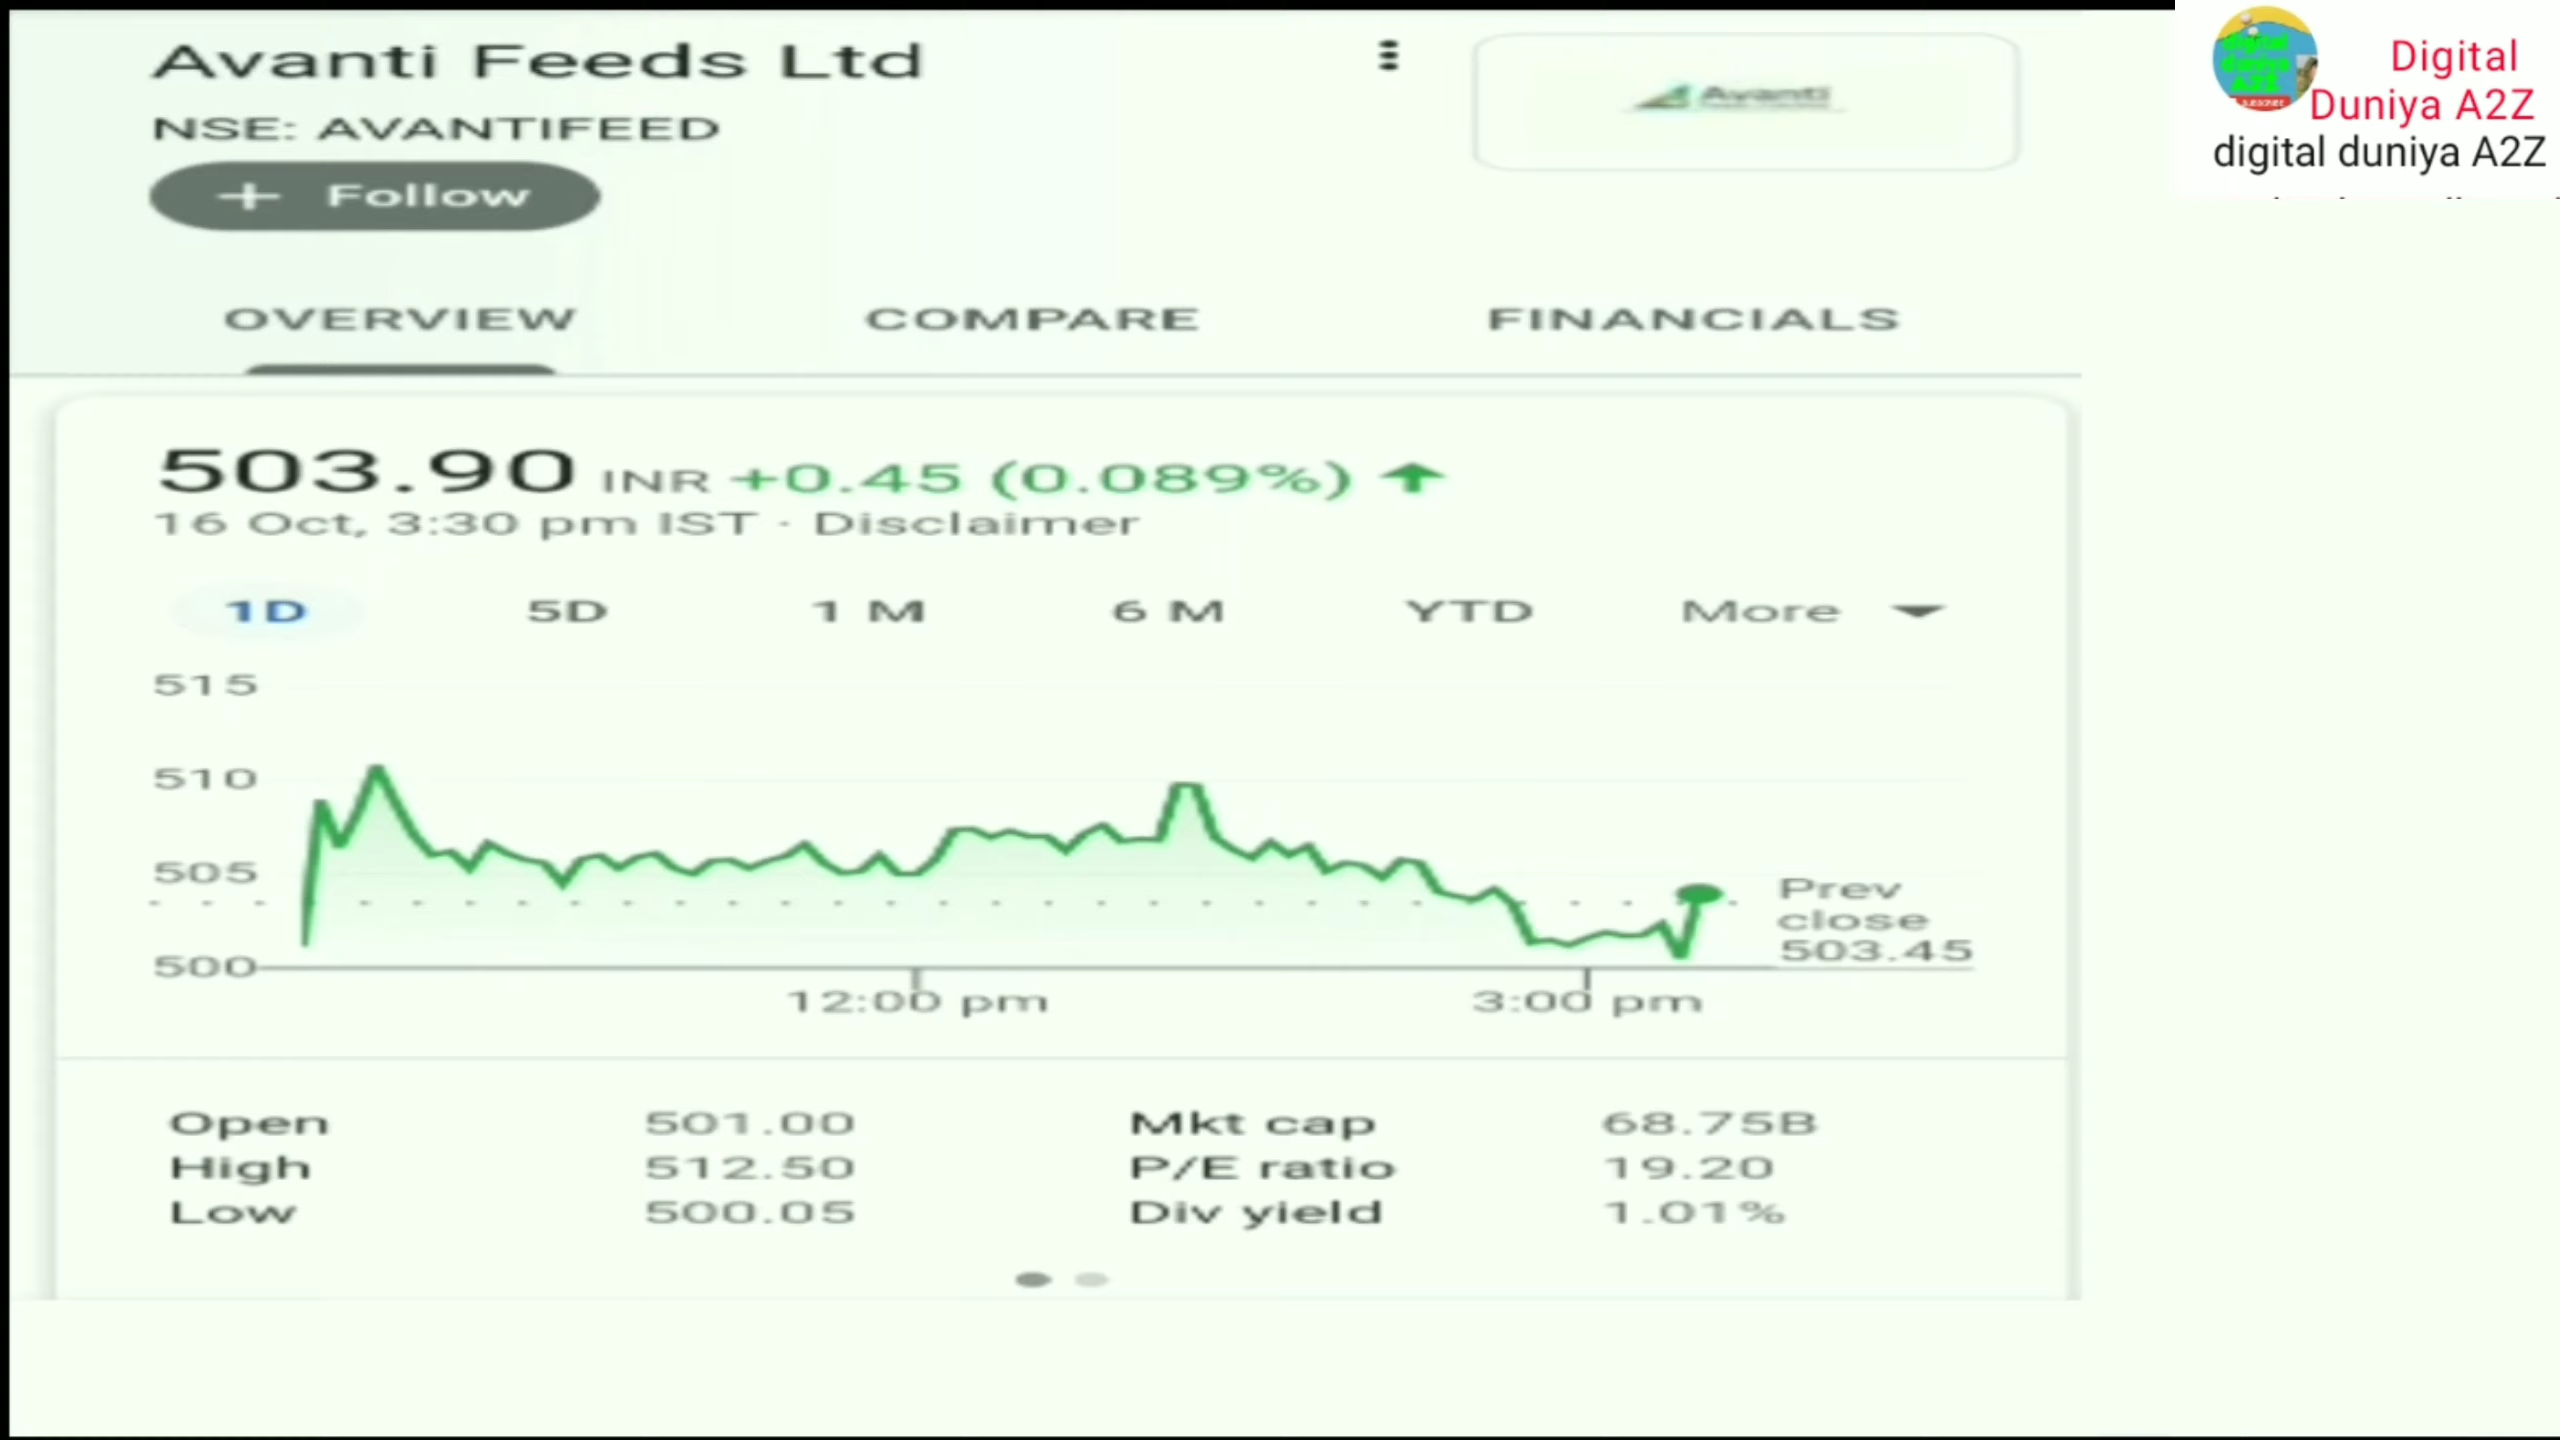 Avanti Feeds Ltd
NSE: AVANTIFEED
+ Follow
Avanti
Digital
Duniya A2Z
digital duniya A2Z
OVERVIEW COMPARE FINANCIALS
503.90 INR +0.45 (0.089%)
16 Oct, 3:30 pm IST · Disclaimer
1D 5D 1 M 6 M YTD More
515
510
505
500
Prev
close
503.45
12:00 pm 3:00 pm
Open 501.00 Mkt cap 68.75B
High 512.50 P/E ratio 19.20
Low 500.05 Div yield 1.01%